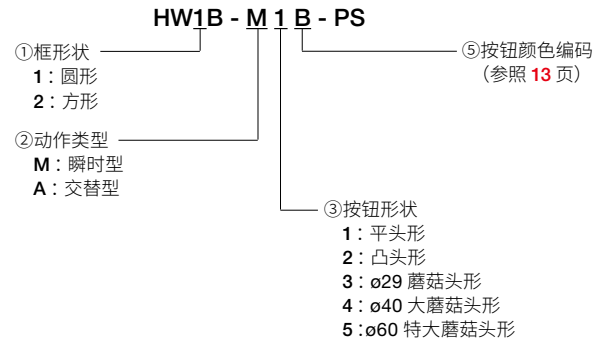 HW1B - M 1 B - PS
①框形状
1：圆形
2：方形
②动作类型
M：瞬时型
A：交替型
③按钮形状
1：平头形
2：凸头形
3：ø29 蘑菇头形
4：ø40 大蘑菇头形
5：ø60 特大蘑菇头形
⑤按钮颜色编码
（参照 13 页）